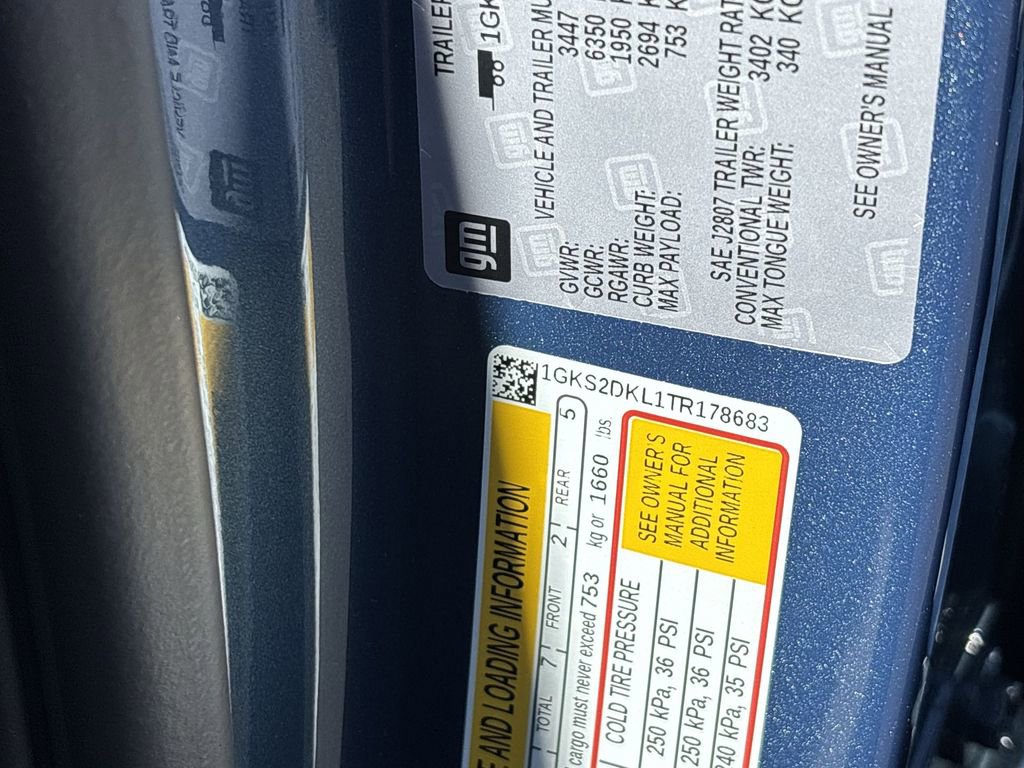 TRAILER
1GK
gm
VEHICLE AND TRAILER
GVWR: 3447
GCWR: 6350
RGAWR: 1950
CURB WEIGHT: 2694
MAX PAYLOAD: 753
SAE J2807 TRAILER WEIGHT
CONVENTIONAL TWR: 3402
MAX TONGUE WEIGHT: 340
SEE OWNER'S MANUAL
1GKS2DKL1TR178683
E AND LOADING INFORMATION
TOTAL 7 FRONT 2 REAR 5
cargo must never exceed 753 kg or 1660 lbs
COLD TIRE PRESSURE
250 kPa, 36 PSI
250 kPa, 36 PSI
240 kPa, 35 PSI
SEE OWNER'S
MANUAL FOR
ADDITIONAL
INFORMATION